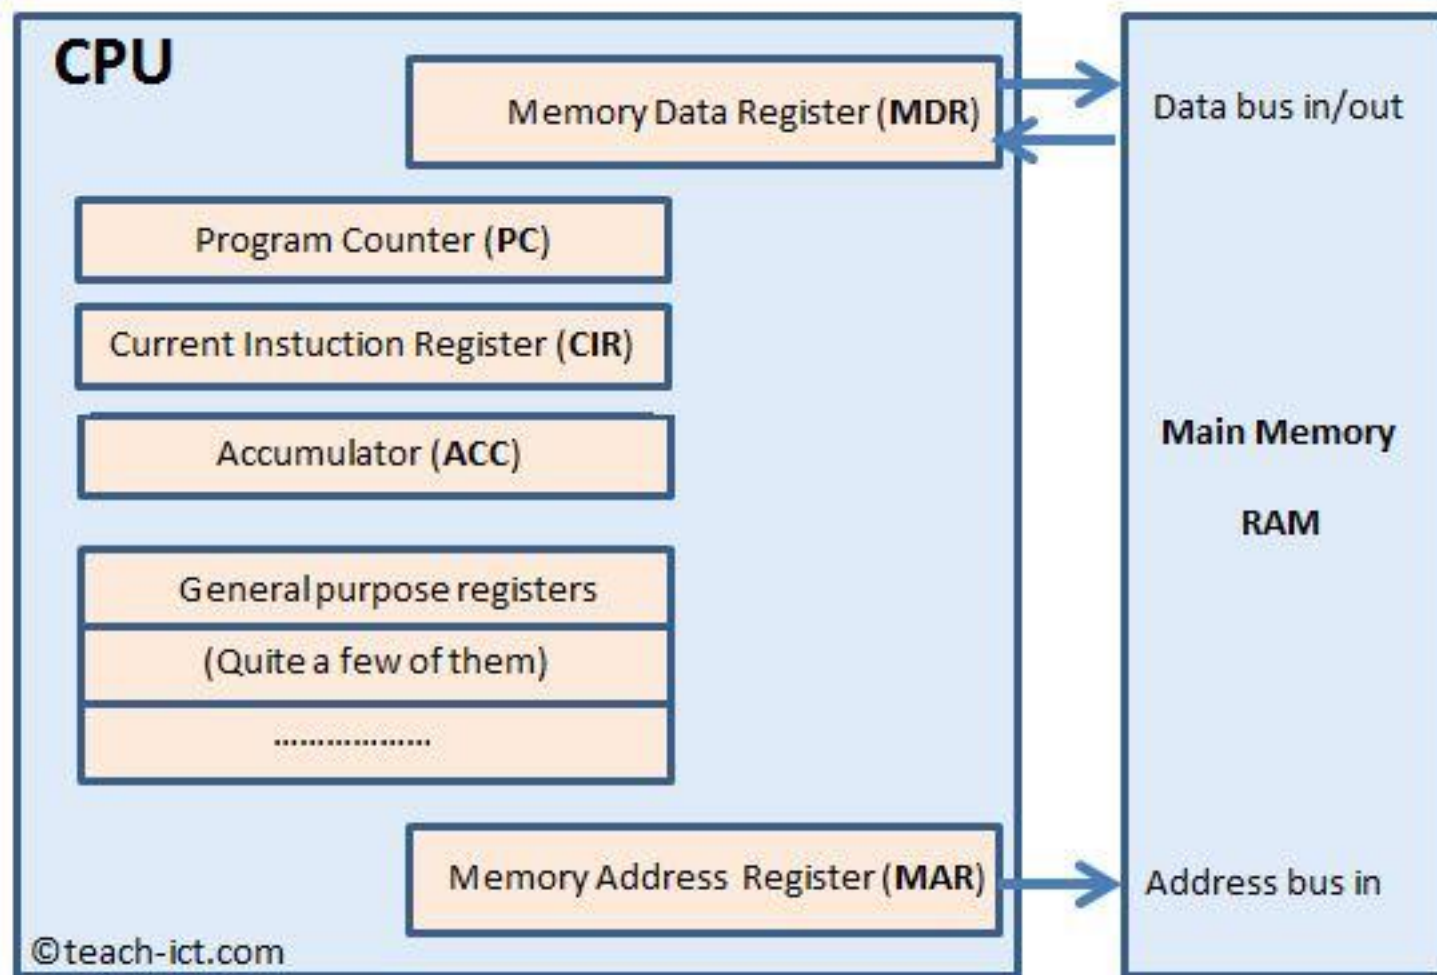 CPU
Memory Data Register (MDR)
Data bus in/out
Program Counter (PC)
Current Instuction Register (CIR)
Accumulator (ACC)
Main Memory
RAM
General purpose registers
(Quite a few of them)
..................
Memory Address Register (MAR)
Address bus in
©teach-ict.com